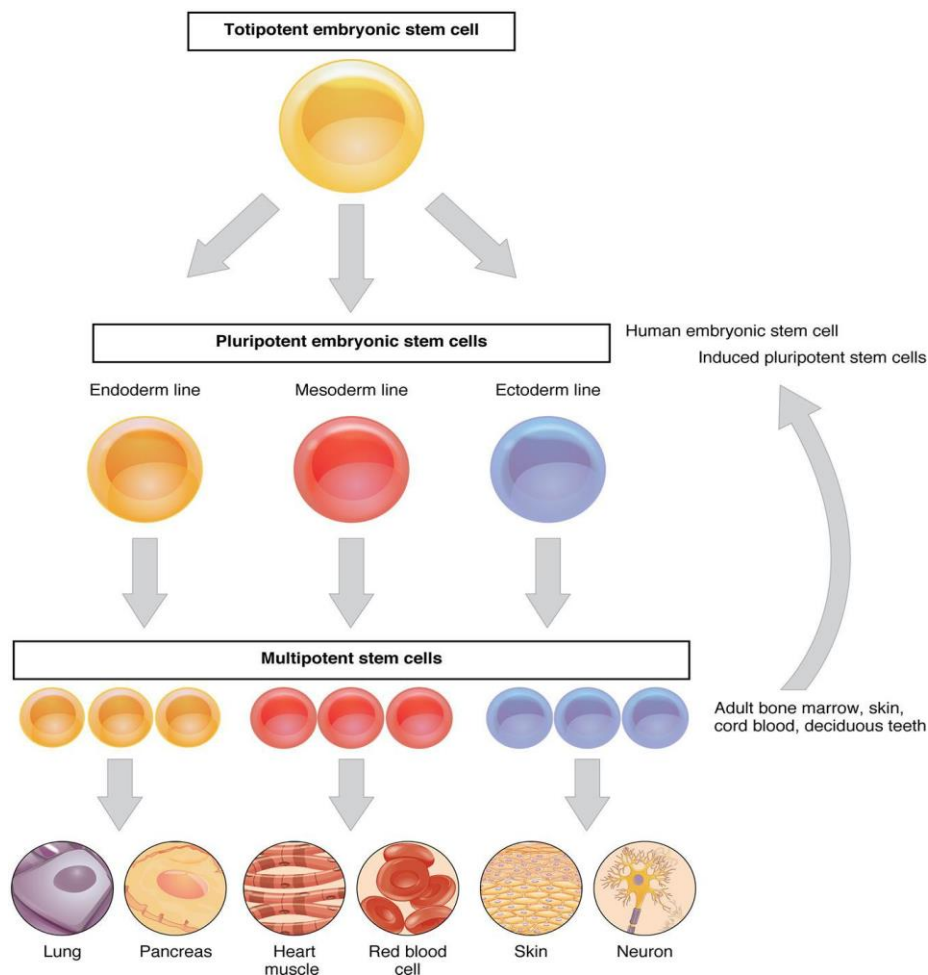 Totipotent embryonic stem cell
Pluripotent embryonic stem cells
Human embryonic stem cell
Induced pluripotent stem cells
Endoderm line
Mesoderm line
Ectoderm line
Multipotent stem cells
Adult bone marrow, skin,
cord blood, deciduous teeth
Lung
Pancreas
Heart
muscle
Red blood
cell
Skin
Neuron